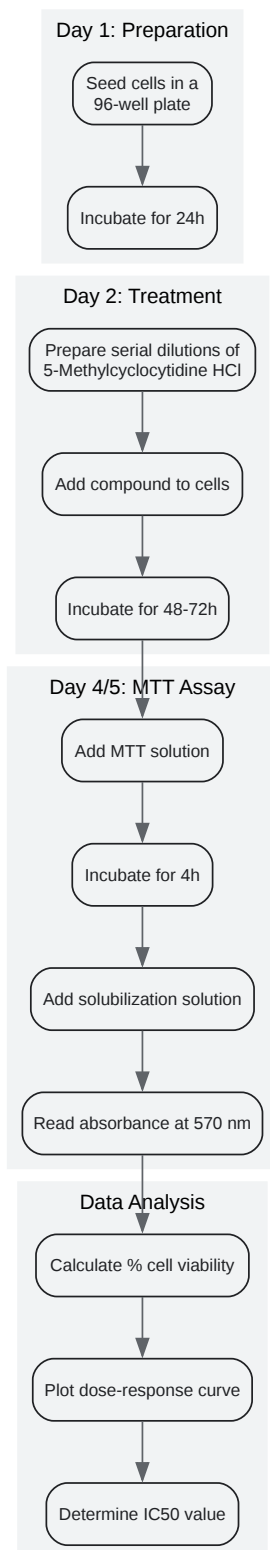 Day 1: Preparation
Seed cells in a
96-well plate
Incubate for 24h
Day 2: Treatment
Prepare serial dilutions of
5-Methylcyclocytidine HCl
Add compound to cells
Incubate for 48-72h
Day 4/5: MTT Assay
Add MTT solution
Incubate for 4h
Add solubilization solution
Read absorbance at 570 nm
Data Analysis
Calculate % cell viability
Plot dose-response curve
Determine IC50 value